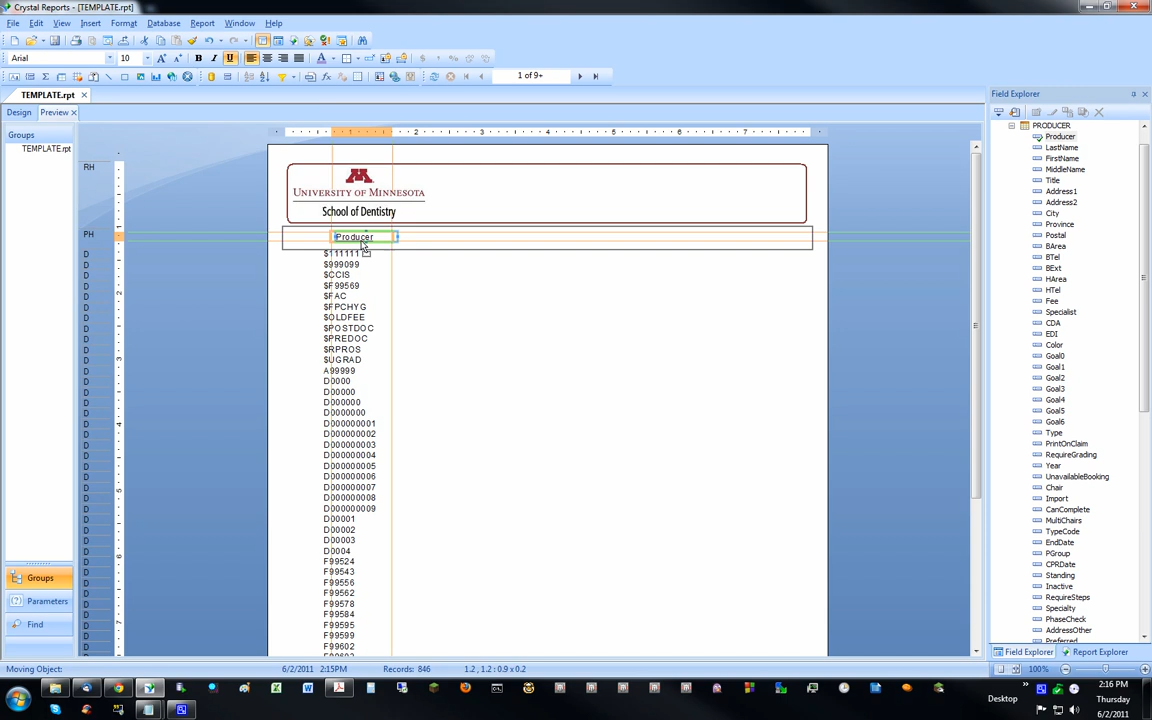 Crystal Reports - [TEMPLATE.rpt]
File Edit View Insert Format Database Report Window Help
Arial 10 B I U A
1 of 9+
TEMPLATE.rpt
Design Preview
Groups
TEMPLATE.rpt
RH
PH
D
UNIVERSITY OF MINNESOTA
School of Dentistry
Producer
$111111
$999099
$CCIS
$F99569
$FAC
$FPCHYG
$OLDFEE
$POSTDOC
$PREDOC
$RPROS
$UGRAD
A99999
D0000
D00000
D000000
D0000000
D000000001
D000000002
D000000003
D000000004
D000000005
D000000006
D000000007
D000000008
D000000009
D00001
D00002
D00003
D0004
F99524
F99543
F99556
F99562
F99578
F99584
F99595
F99599
F99602
Groups
Parameters
Find
Field Explorer
PRODUCER
Producer
LastName
FirstName
MiddleName
Title
Address1
Address2
City
Province
Postal
BArea
BTel
BExt
HArea
HTel
Fee
Specialist
CDA
EDI
Color
Goal0
Goal1
Goal2
Goal3
Goal4
Goal5
Goal6
Type
PrintOnClaim
RequireGrading
Year
UnavailableBooking
Chair
Import
CanComplete
MultiChairs
TypeCode
EndDate
PGroup
CPRDate
Standing
Inactive
RequireSteps
Specialty
PhaseCheck
AddressOther
Preferred
Field Explorer Report Explorer
Moving Object: 6/2/2011 2:15PM Records: 846 1.2 , 1.2 : 0.9 x 0.2 100%
Desktop
2:16 PM
Thursday
6/2/2011